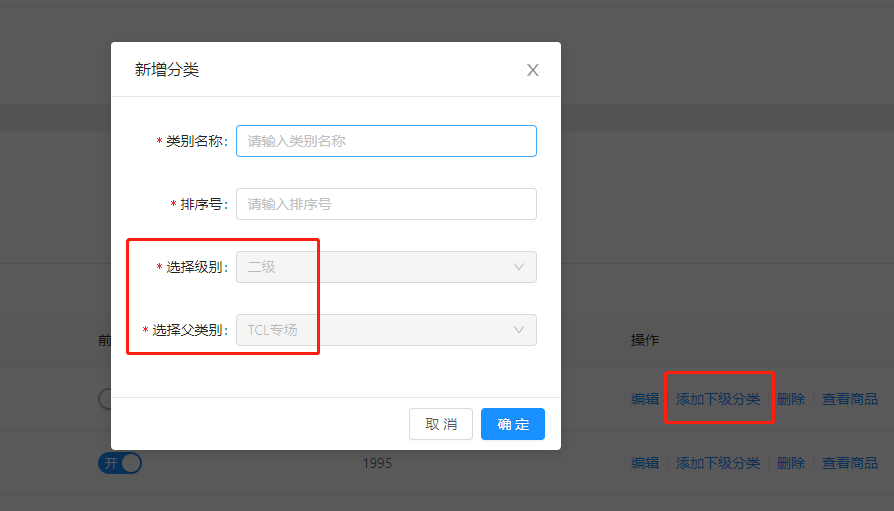 新增分类
* 类别名称: 请输入类别名称
* 排序号: 请输入排序号
* 选择级别: 二级
* 选择父类别: TCL专场
取 消 确 定
前 操作
编辑 添加下级分类 删除 查看商品
开 1995 编辑 添加下级分类 删除 查看商品